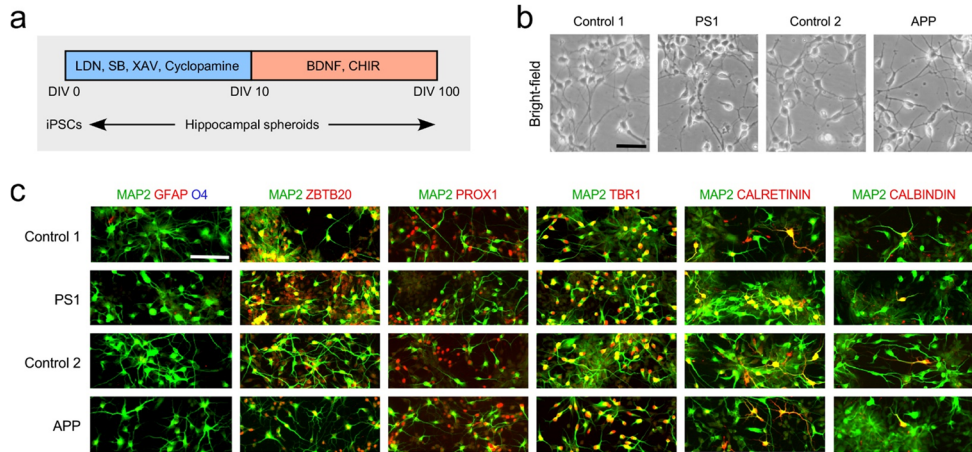 a
LDN, SB, XAV, Cyclopamine BDNF, CHIR
DIV 0 DIV 10 DIV 100
iPSCs Hippocampal spheroids
b
Control 1 PS1 Control 2 APP
Bright-field
c
MAP2 GFAP O4 MAP2 ZBTB20 MAP2 PROX1 MAP2 TBR1 MAP2 CALRETININ MAP2 CALBINDIN
Control 1
PS1
Control 2
APP